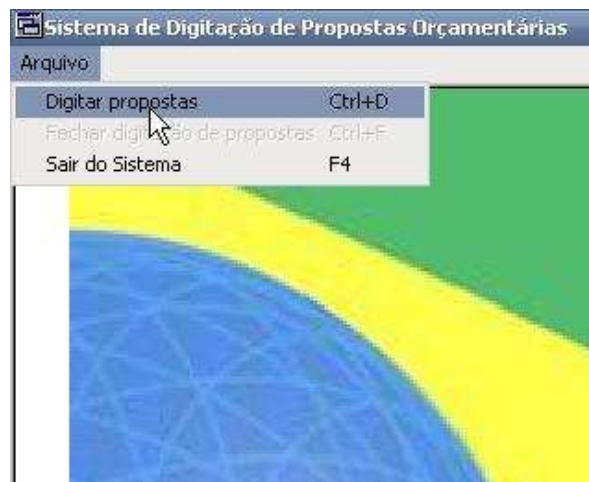 Sistema de Digitação de Propostas Orçamentárias
Arquivo
Digitar propostas Ctrl+D
Fechar digitação de propostas Ctrl+F
Sair do Sistema F4